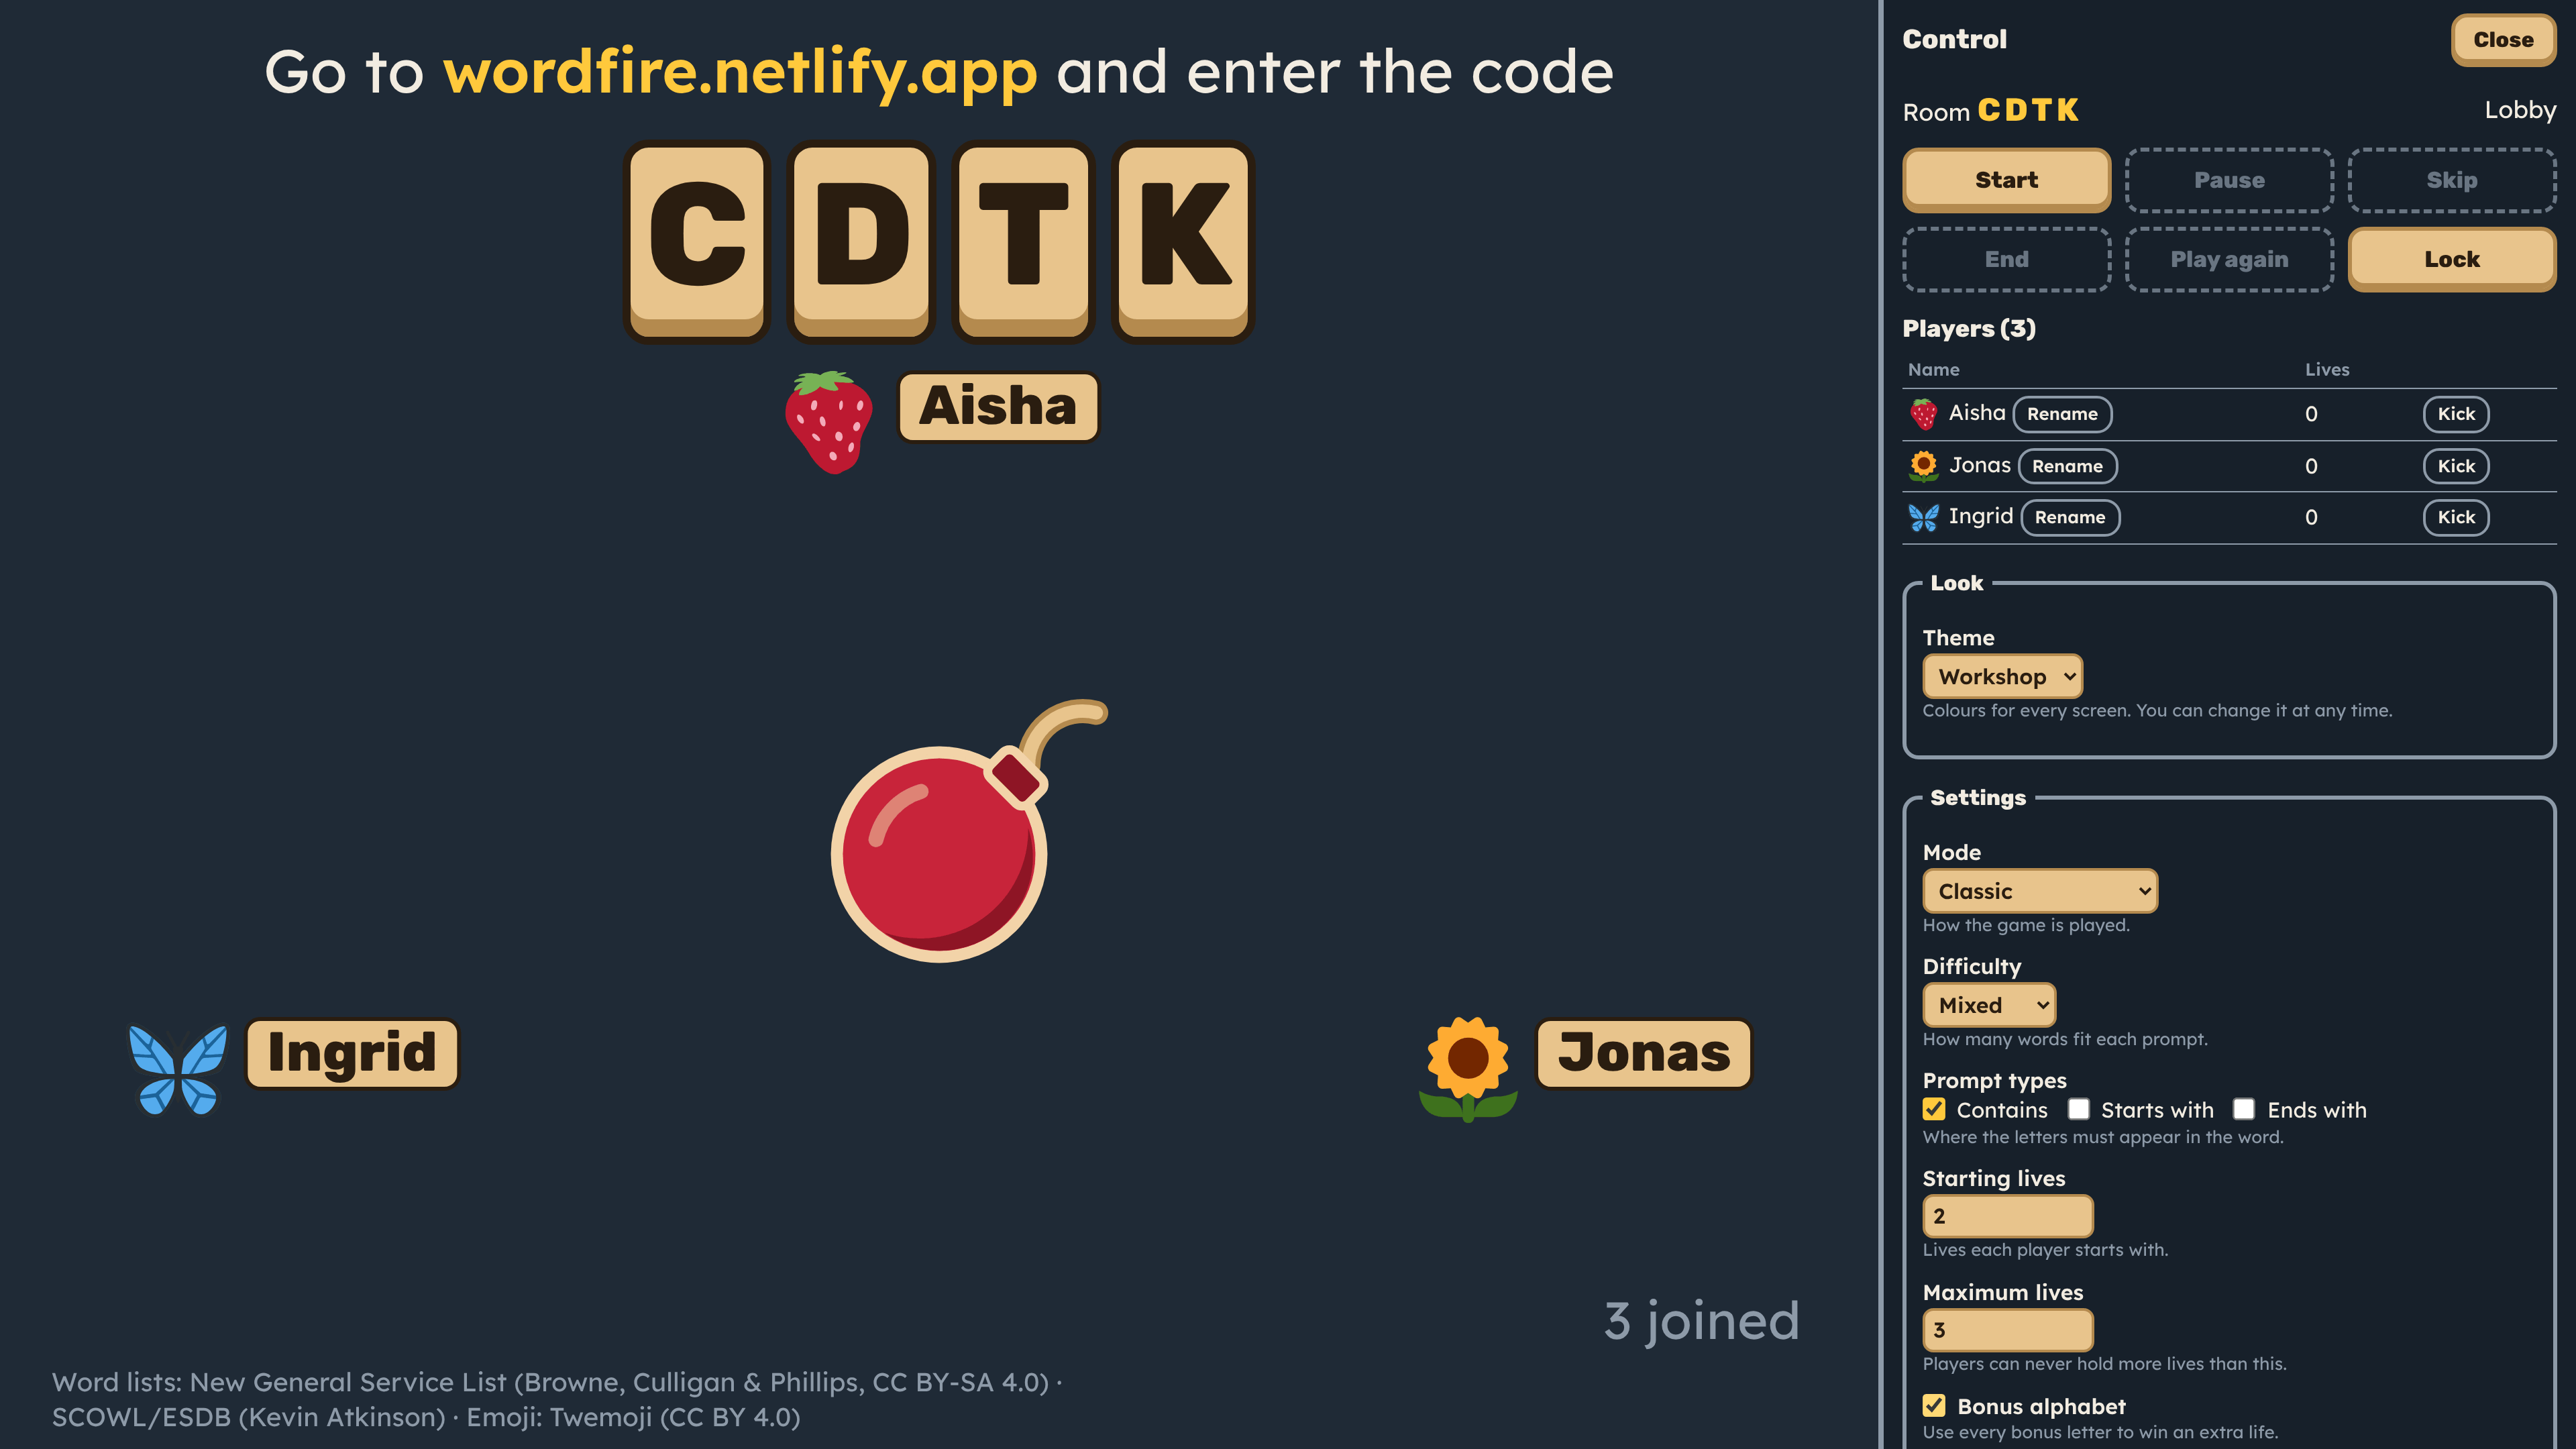 Go to wordfire.netlify.app and enter the code
CDTK
Aisha
Ingrid
Jonas
3 joined
Word lists: New General Service List (Browne, Culligan & Phillips, CC BY-SA 4.0) ·
SCOWL/ESDB (Kevin Atkinson) · Emoji: Twemoji (CC BY 4.0)
Control
Close
Room CDTK
Lobby
Start
Pause
Skip
End
Play again
Lock
Players (3)
Name Lives
Aisha Rename 0 Kick
Jonas Rename 0 Kick
Ingrid Rename 0 Kick
Look
Theme
Workshop
Colours for every screen. You can change it at any time.
Settings
Mode
Classic
How the game is played.
Difficulty
Mixed
How many words fit each prompt.
Prompt types
Contains Starts with Ends with
Where the letters must appear in the word.
Starting lives
2
Lives each player starts with.
Maximum lives
3
Players can never hold more lives than this.
Bonus alphabet
Use every bonus letter to win an extra life.